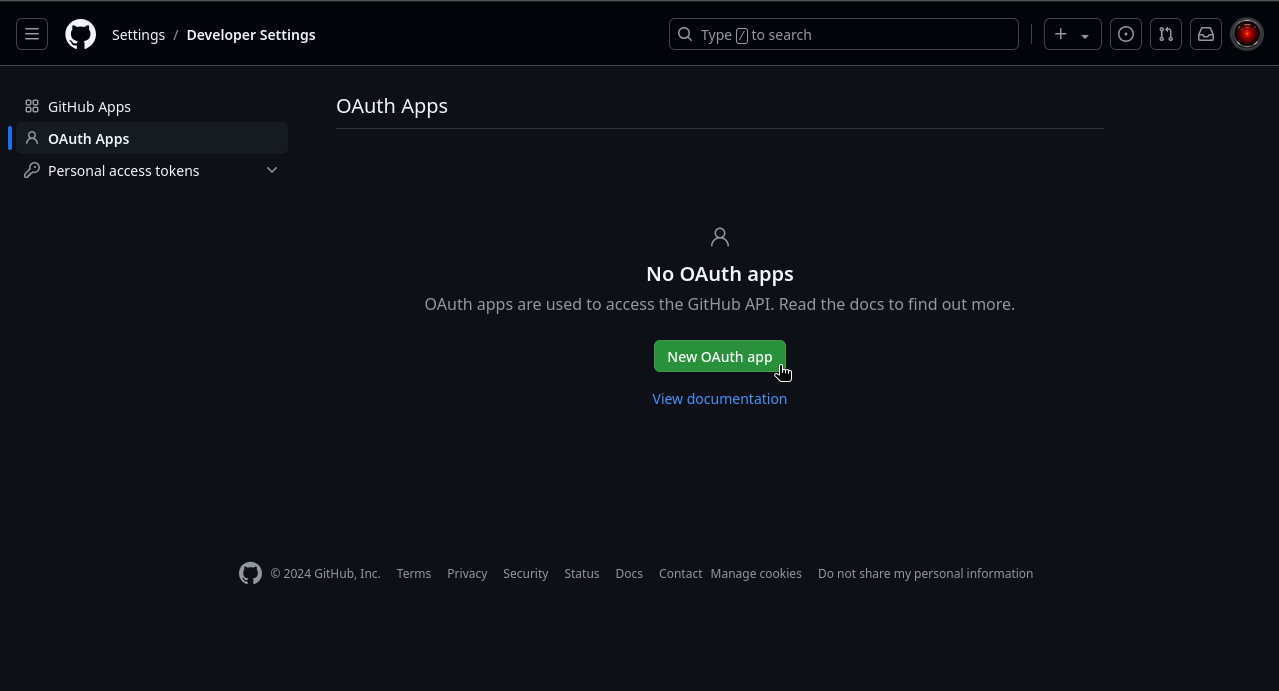 Settings / Developer Settings
Type / to search
GitHub Apps
OAuth Apps
Personal access tokens
OAuth Apps
No OAuth apps
OAuth apps are used to access the GitHub API. Read the docs to find out more.
New OAuth app
View documentation
© 2024 GitHub, Inc. Terms Privacy Security Status Docs Contact Manage cookies Do not share my personal information